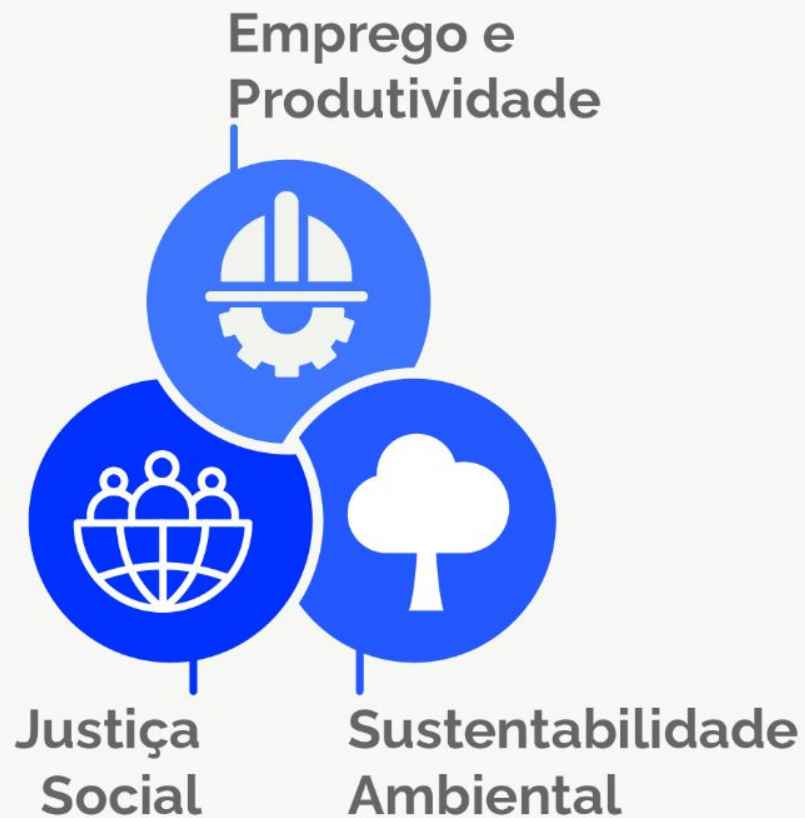 Emprego e
Produtividade
Justiça
Social
Sustentabilidade
Ambiental